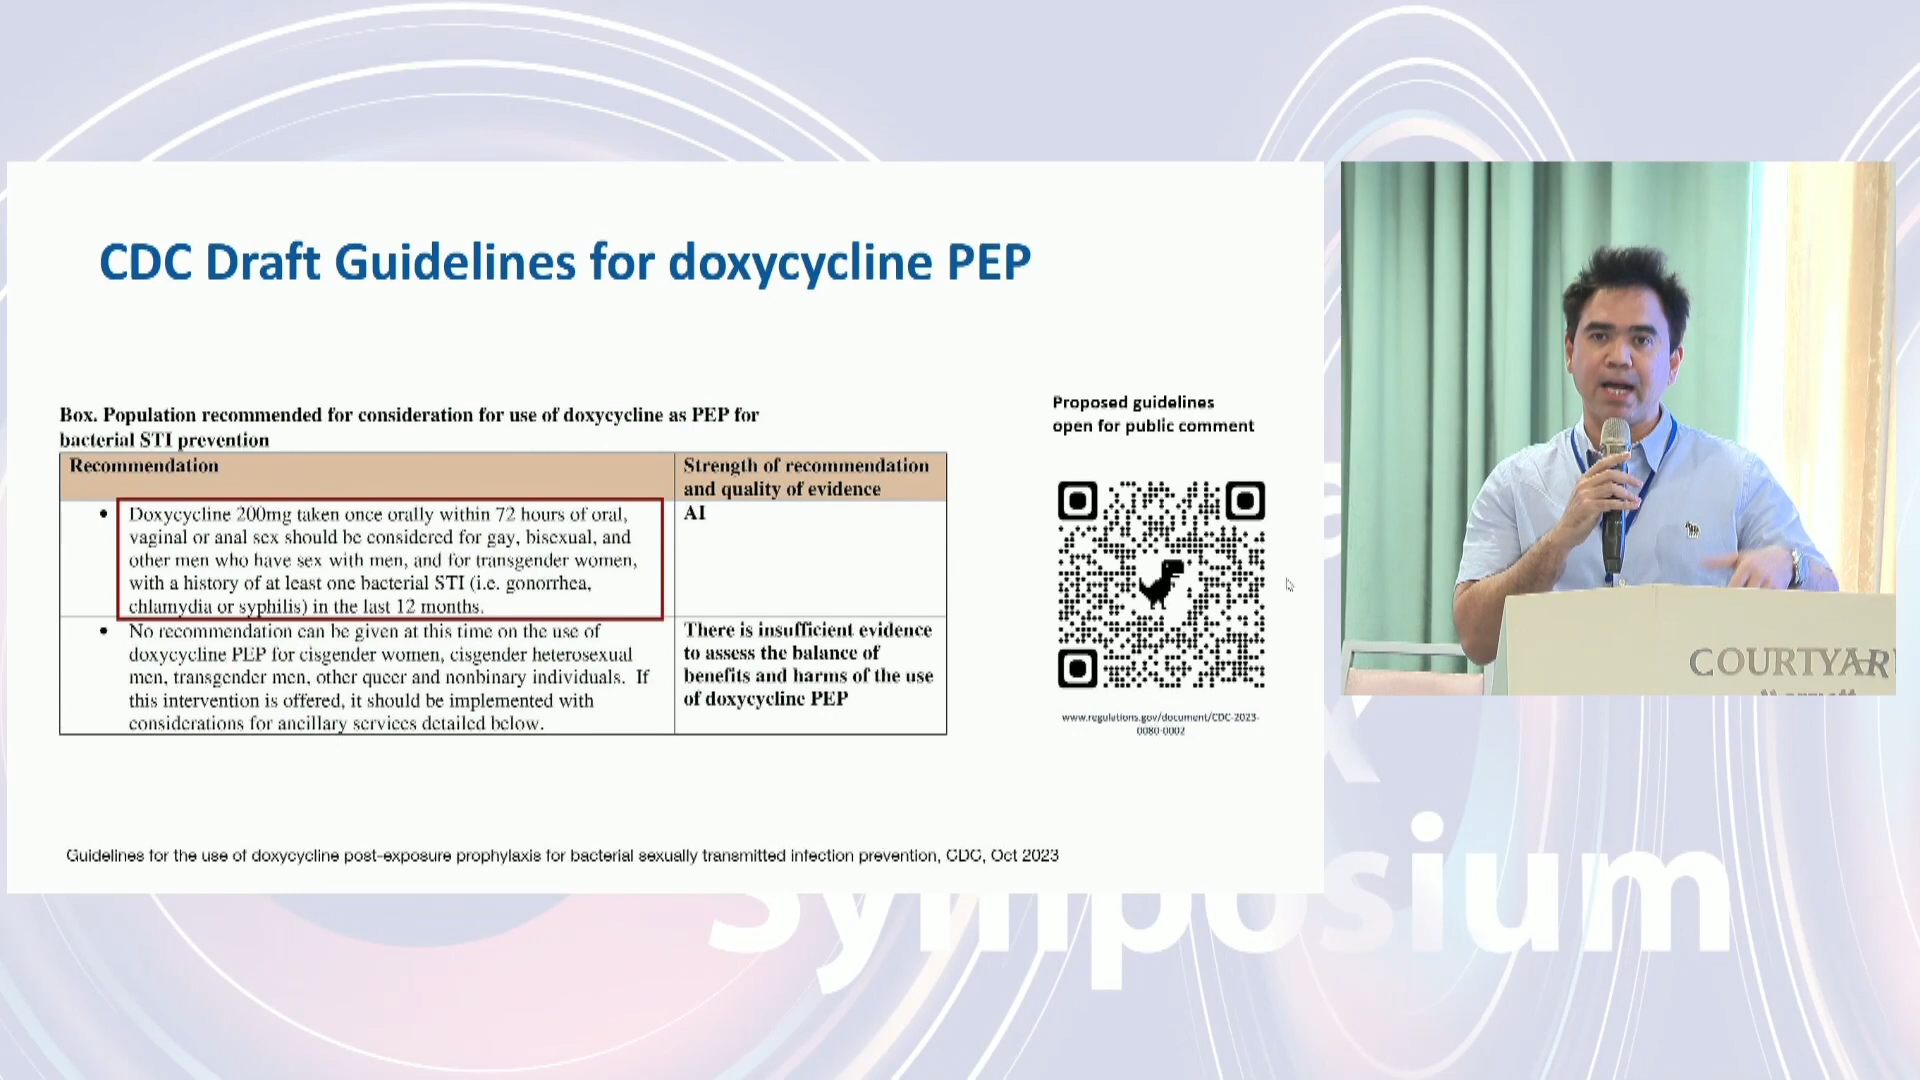 CDC Draft Guidelines for doxycycline PEP
Box. Population recommended for consideration for use of doxycycline as PEP for
bacterial STI prevention
Recommendation
Strength of recommendation
and quality of evidence
• Doxycycline 200mg taken once orally within 72 hours of oral,
vaginal or anal sex should be considered for gay, bisexual, and
other men who have sex with men, and for transgender women,
with a history of at least one bacterial STI (i.e. gonorrhea,
chlamydia or syphilis) in the last 12 months.
AI
• No recommendation can be given at this time on the use of
doxycycline PEP for cisgender women, cisgender heterosexual
men, transgender men, other queer and nonbinary individuals. If
this intervention is offered, it should be implemented with
considerations for ancillary services detailed below.
There is insufficient evidence
to assess the balance of
benefits and harms of the use
of doxycycline PEP
Proposed guidelines
open for public comment
www.regulations.gov/document/CDC-2023-
0080-0002
Guidelines for the use of doxycycline post-exposure prophylaxis for bacterial sexually transmitted infection prevention, CDC, Oct 2023
COURTYAR
Symposium